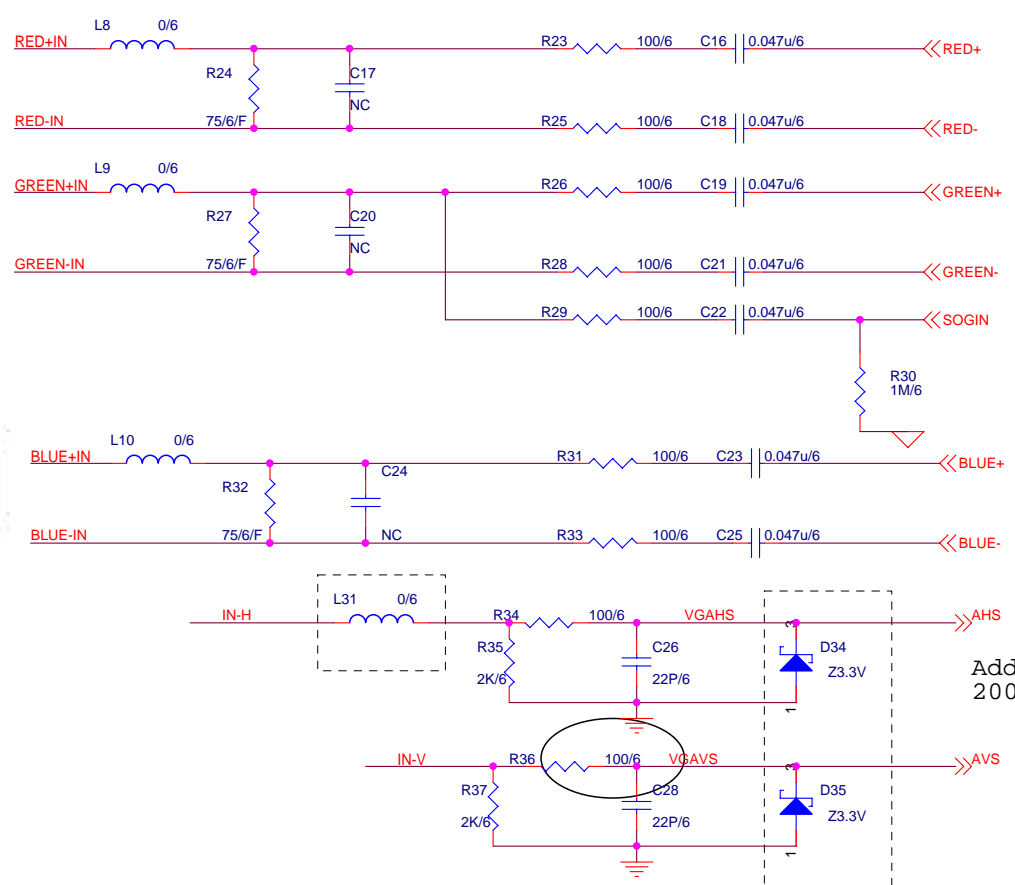 L8 0/6
RED+IN R23 100/6 C16 0.047u/6 RED+
R24 C17
NC
RED-IN 75/6/F R25 100/6 C18 0.047u/6 RED-
L9 0/6
GREEN+IN R26 100/6 C19 0.047u/6 GREEN+
R27 C20
NC
GREEN-IN 75/6/F R28 100/6 C21 0.047u/6 GREEN-
R29 100/6 C22 0.047u/6 SOGIN
R30
1M/6
L10 0/6
BLUE+IN R31 100/6 C23 0.047u/6 BLUE+
R32 C24
BLUE-IN 75/6/F NC R33 100/6 C25 0.047u/6 BLUE-
L31 0/6
IN-H R34 100/6 VGAHS 3 AHS
R35 C26 D34
2K/6 22P/6 Z3.3V
1
Add
200
IN-V R36 100/6 VGAVS 3 AVS
R37 C28 D35
2K/6 22P/6 Z3.3V
1